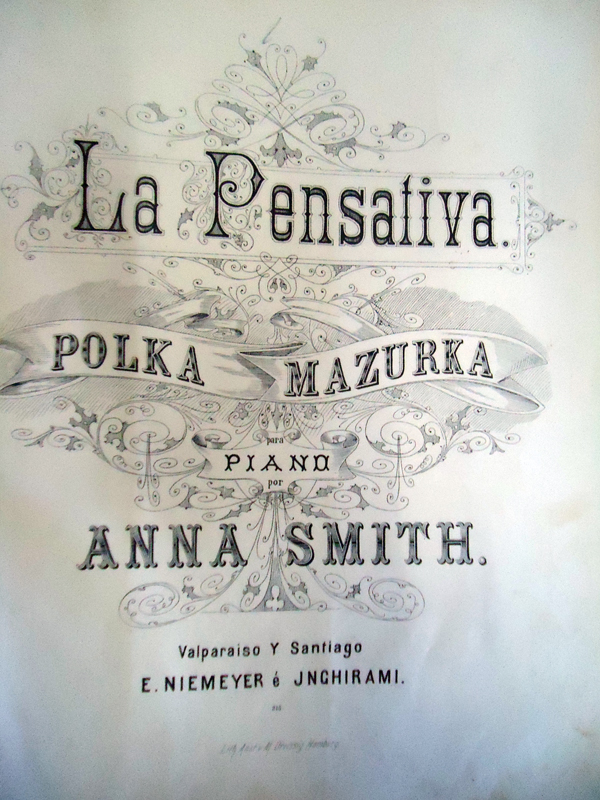 La Pensativa.
POLKA MAZURKA
para
PIANO
por
ANNA SMITH.
Valparaiso Y Santiago
E. NIEMEYER é JNGHIRAMI.